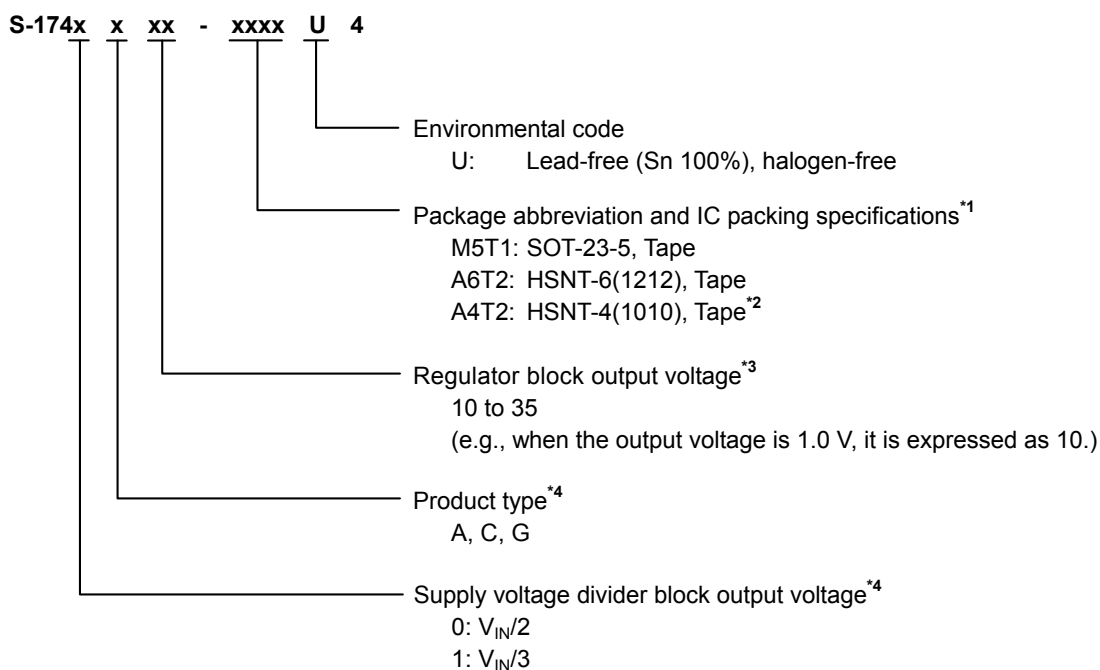 S-174x x xx - xxxx U 4
Environmental code
U: Lead-free (Sn 100%), halogen-free
Package abbreviation and IC packing specifications*1
M5T1: SOT-23-5, Tape
A6T2: HSNT-6(1212), Tape
A4T2: HSNT-4(1010), Tape*2
Regulator block output voltage*3
10 to 35
(e.g., when the output voltage is 1.0 V, it is expressed as 10.)
Product type*4
A, C, G
Supply voltage divider block output voltage*4
0: VIN/2
1: VIN/3